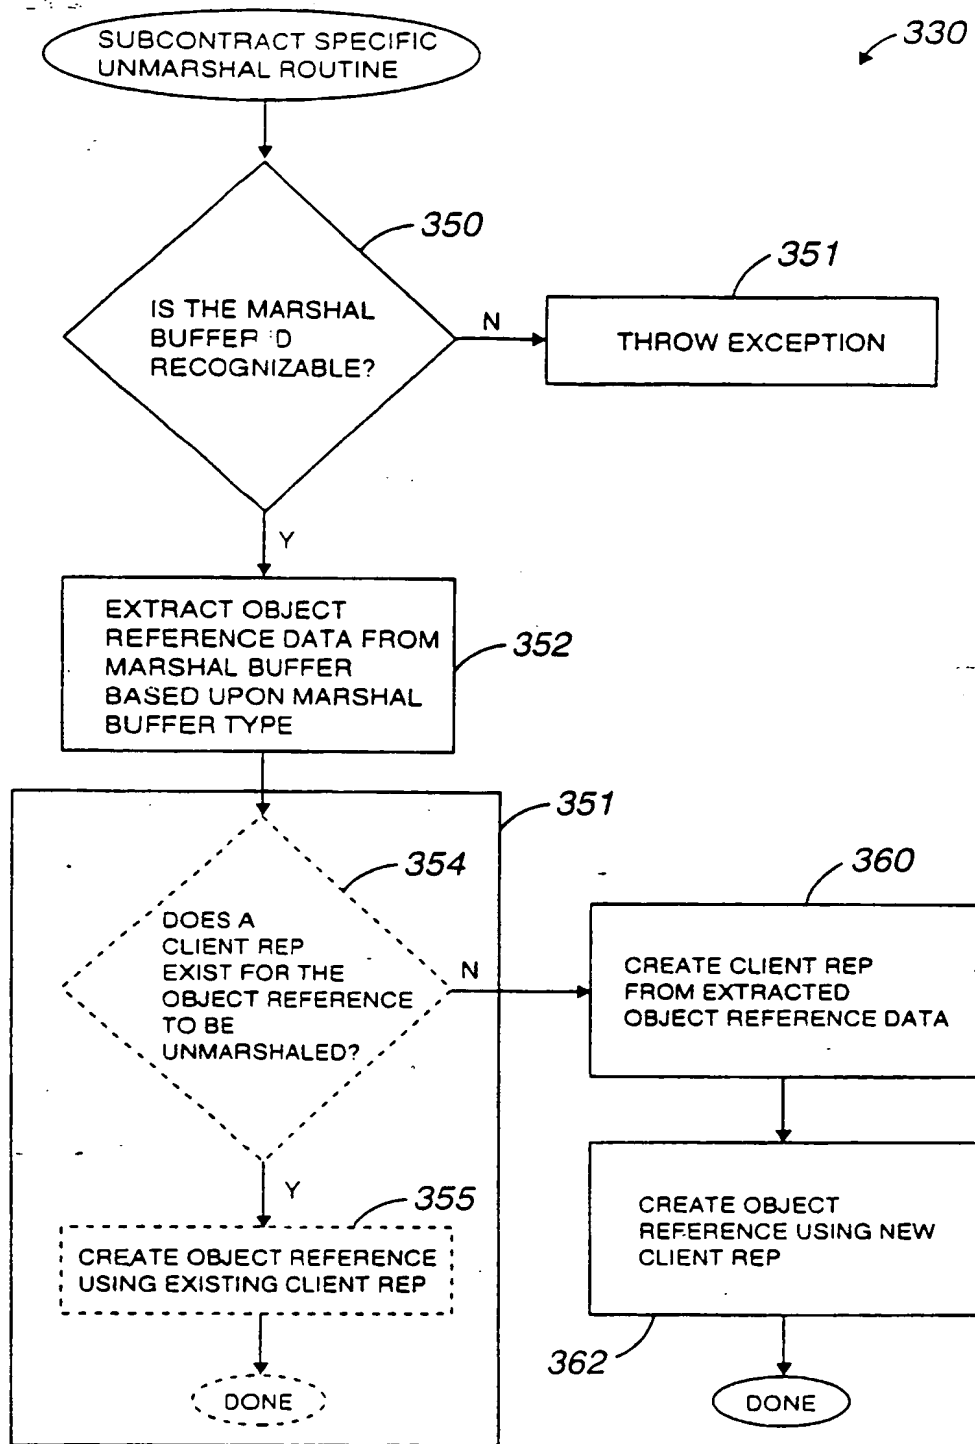 SUBCONTRACT SPECIFIC
UNMARSHAL ROUTINE
330
350
IS THE MARSHAL
BUFFER ID
RECOGNIZABLE?
N
351
THROW EXCEPTION
Y
EXTRACT OBJECT
REFERENCE DATA FROM
MARSHAL BUFFER
BASED UPON MARSHAL
BUFFER TYPE
352
351
354
DOES A
CLIENT REP
EXIST FOR THE
OBJECT REFERENCE
TO BE
UNMARSHALED?
N
360
CREATE CLIENT REP
FROM EXTRACTED
OBJECT REFERENCE DATA
Y
355
CREATE OBJECT REFERENCE
USING EXISTING CLIENT REP
CREATE OBJECT
REFERENCE USING NEW
CLIENT REP
362
DONE
DONE